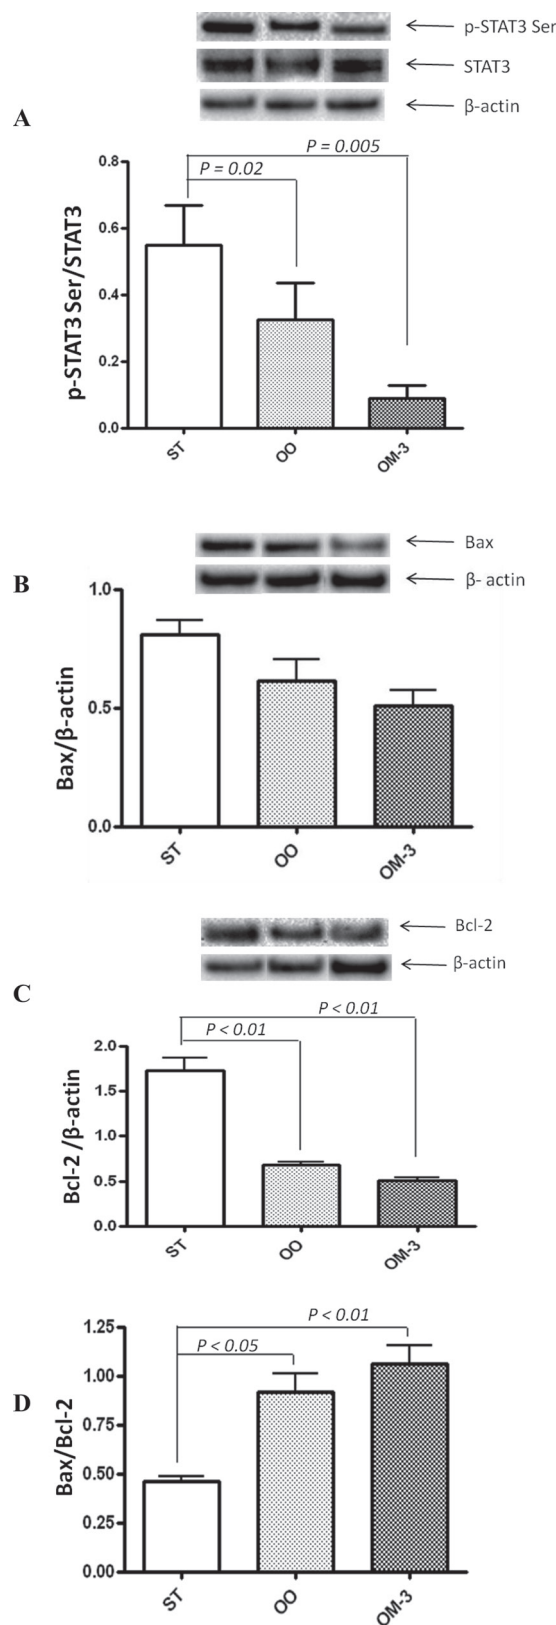 p-STAT3 Ser
STAT3
β-actin
A
P = 0.005
P = 0.02
p-STAT3 Ser/STAT3
0.8
0.6
0.4
0.2
0.0
ST
OO
OM-3
Bax
β- actin
B
Bax/β-actin
1.0
0.5
0.0
ST
OO
OM-3
Bcl-2
β-actin
C
P < 0.01
P < 0.01
Bcl-2 /β-actin
2.0
1.5
1.0
0.5
0.0
ST
OO
OM-3
D
P < 0.01
P < 0.05
Bax/Bcl-2
1.25
1.00
0.75
0.50
0.25
0.00
ST
OO
OM-3